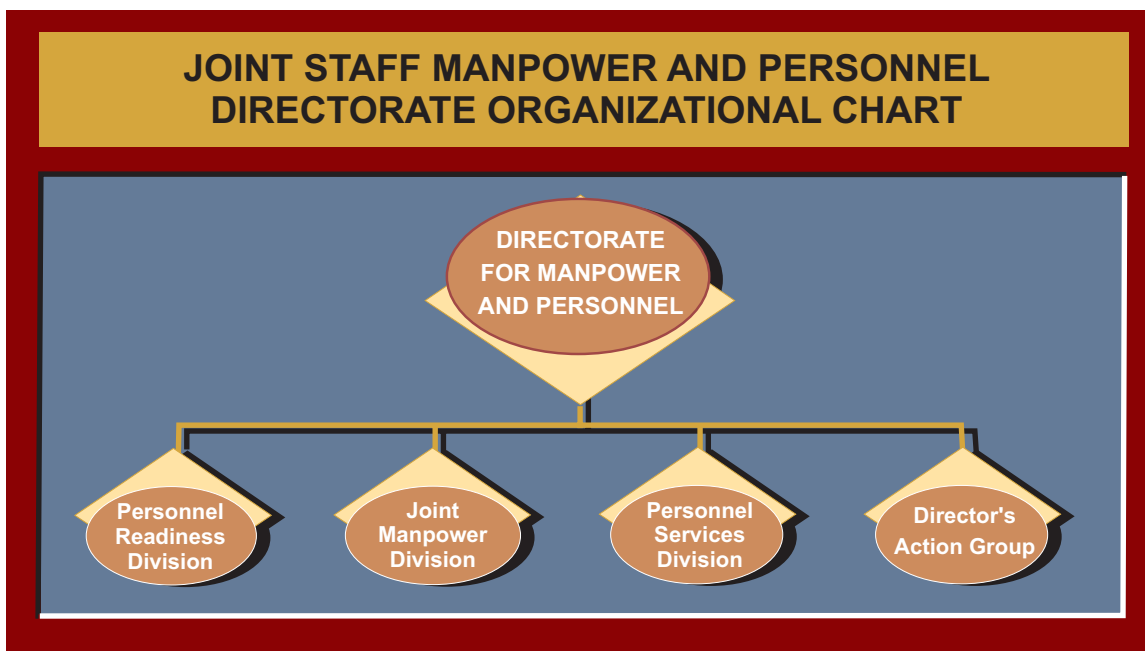 JOINT STAFF MANPOWER AND PERSONNEL
DIRECTORATE ORGANIZATIONAL CHART
DIRECTORATE
FOR MANPOWER
AND PERSONNEL
Personnel
Readiness
Division
Joint
Manpower
Division
Personnel
Services
Division
Director's
Action Group